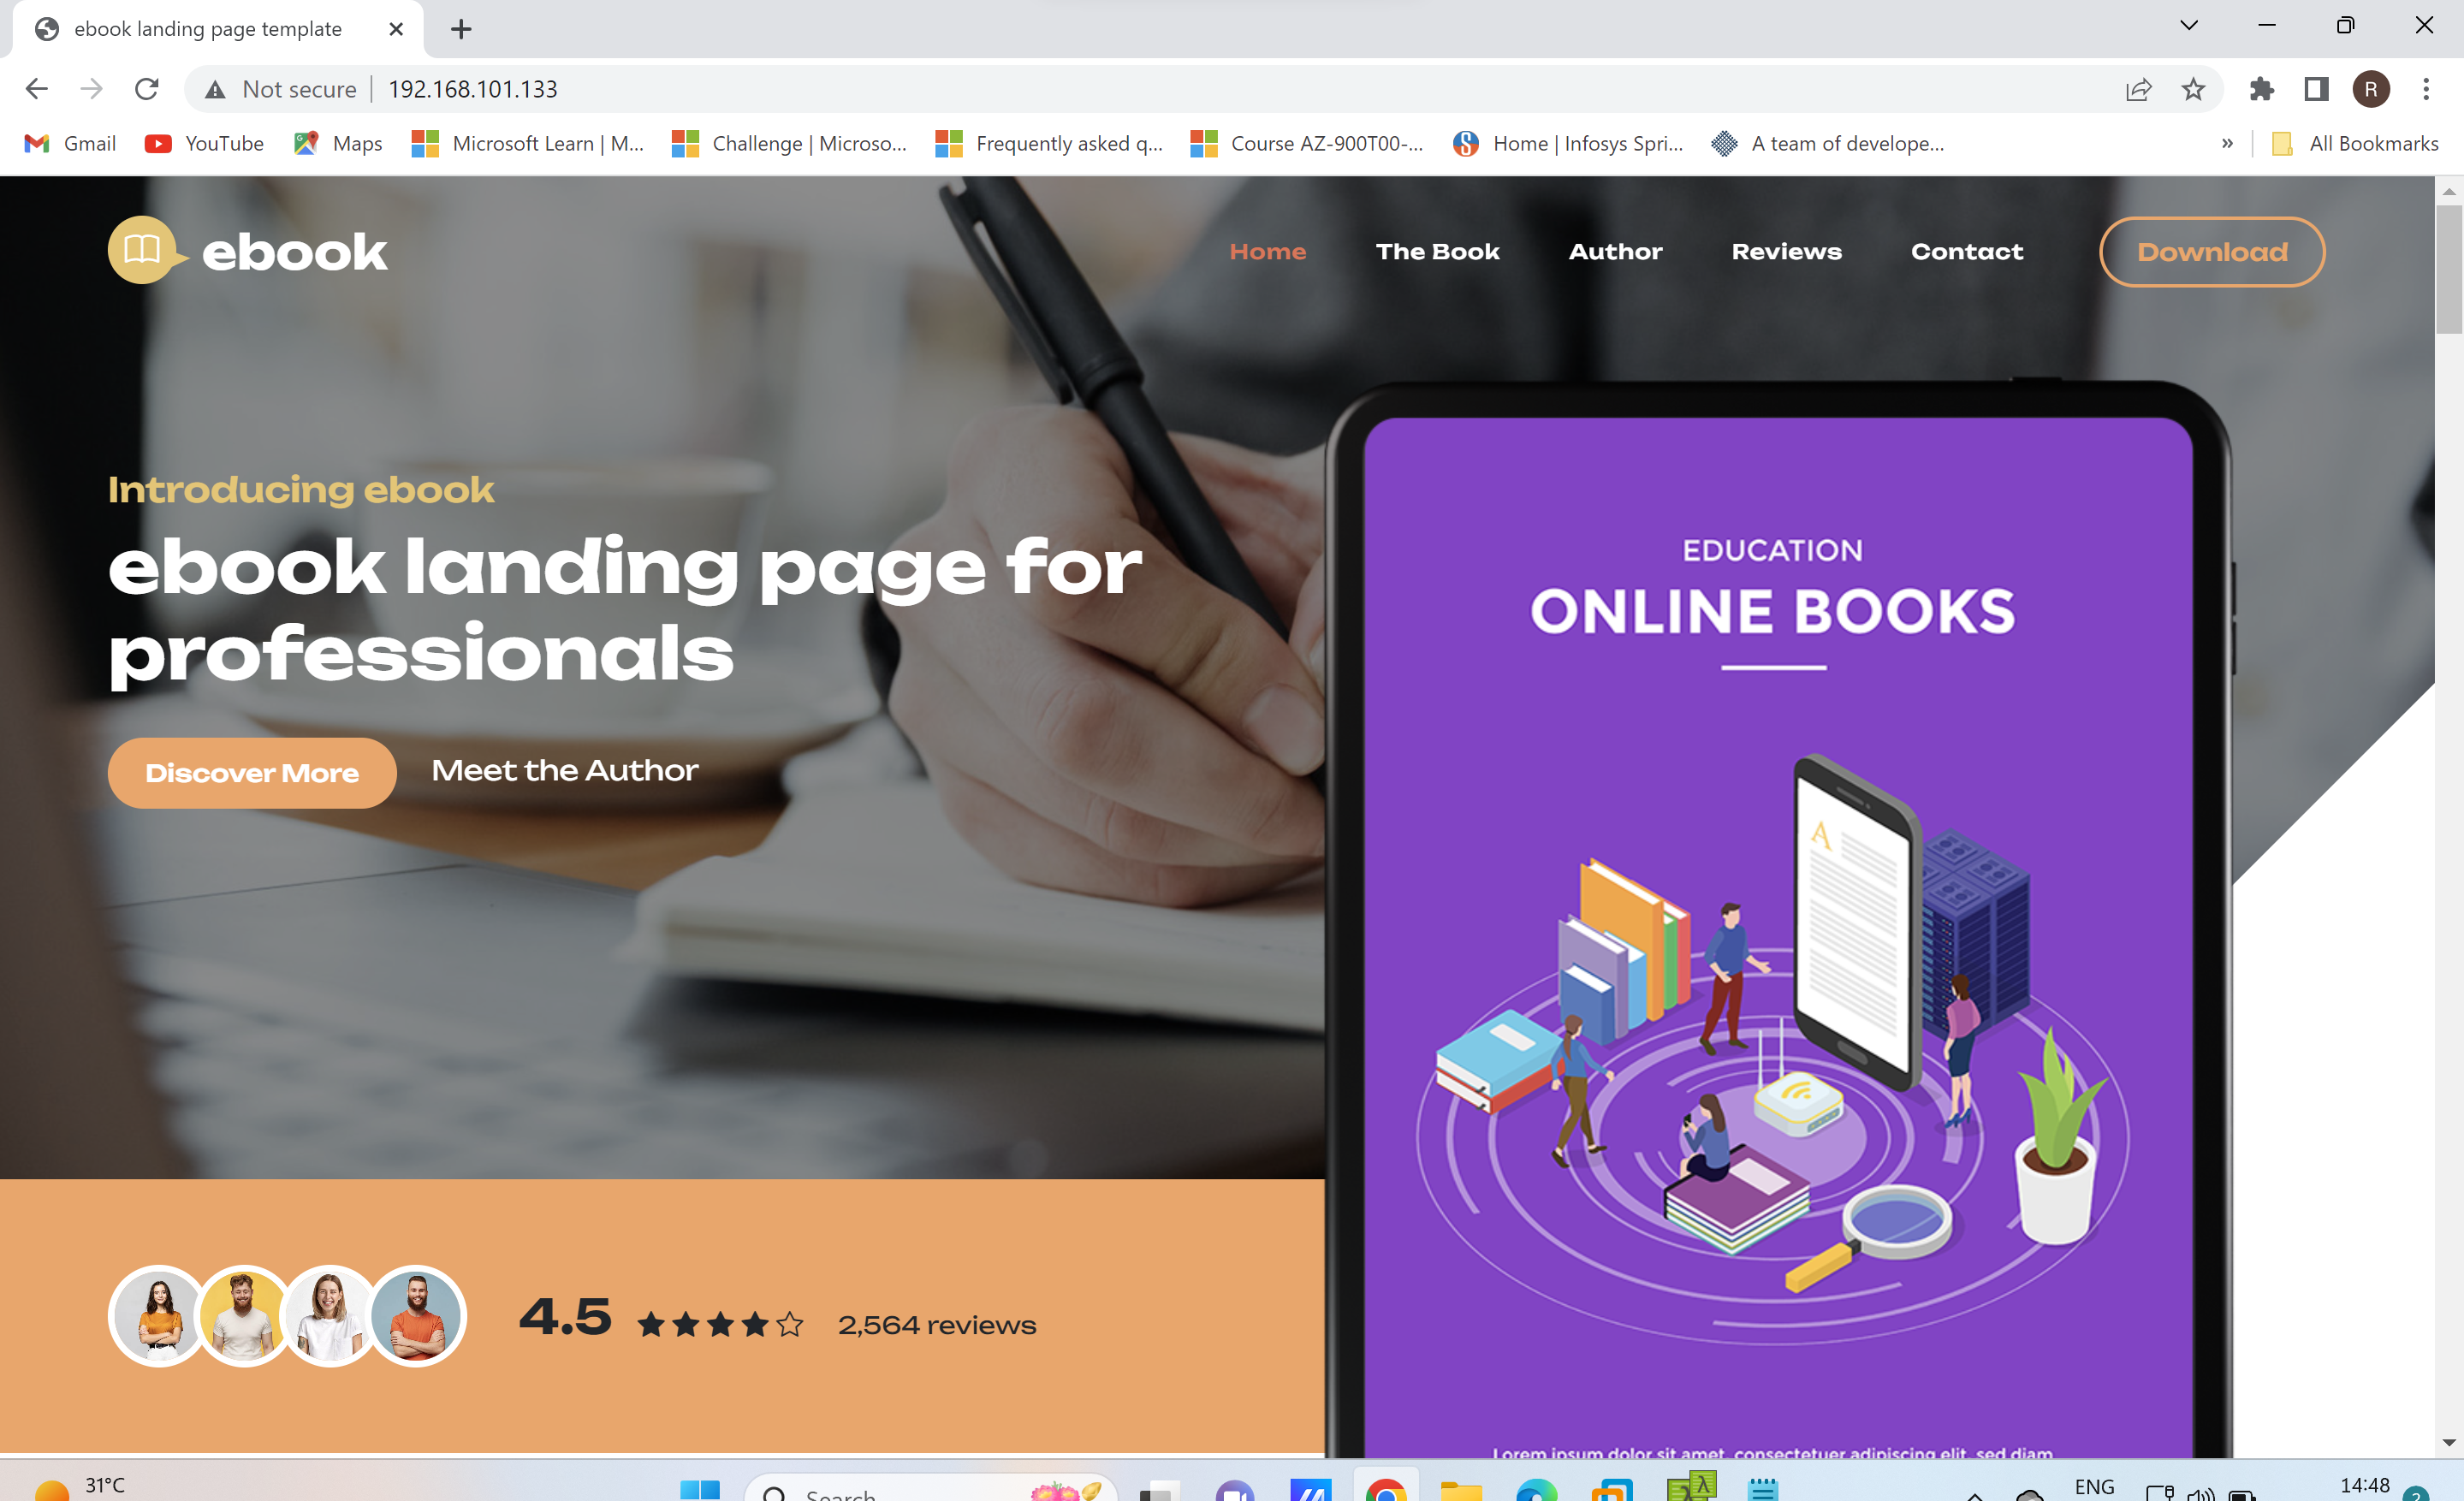 ebook landing page template
Not secure
192.168.101.133
R
Gmail
YouTube
Maps
Microsoft Learn | M...
Challenge | Microso...
Frequently asked q...
Course AZ-900T00-...
Home | Infosys Spri...
A team of develope...
»
All Bookmarks
ebook
Home
The Book
Author
Reviews
Contact
Download
Introducing ebook
ebook landing page for
professionals
Discover More
Meet the Author
EDUCATION
ONLINE BOOKS
A
4.5
2,564 reviews
Lorem ipsum dolor sit amet, consectetuer adipiscing elit, sed diam
31°C
Search
ENG
14:48
2